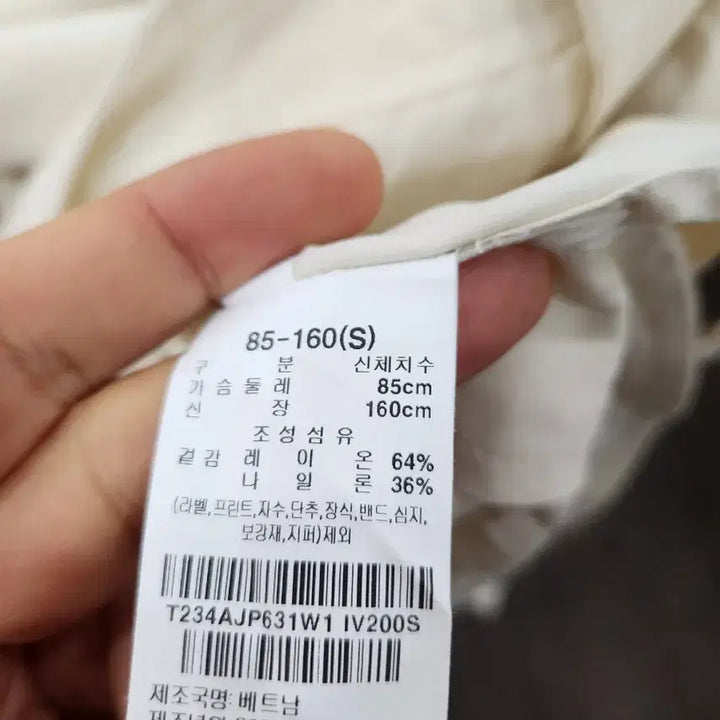 85-160(S)
구 분 신체치수
가슴둘레 85cm
신 장 160cm
조성섬유
겉감 레 이 온 64%
나 일 론 36%
(라벨,프린트,자수,단추,장식,밴드,심지,
보강재,지퍼)제외
T234AJP631W1 IV200S
제조국명: 베트남